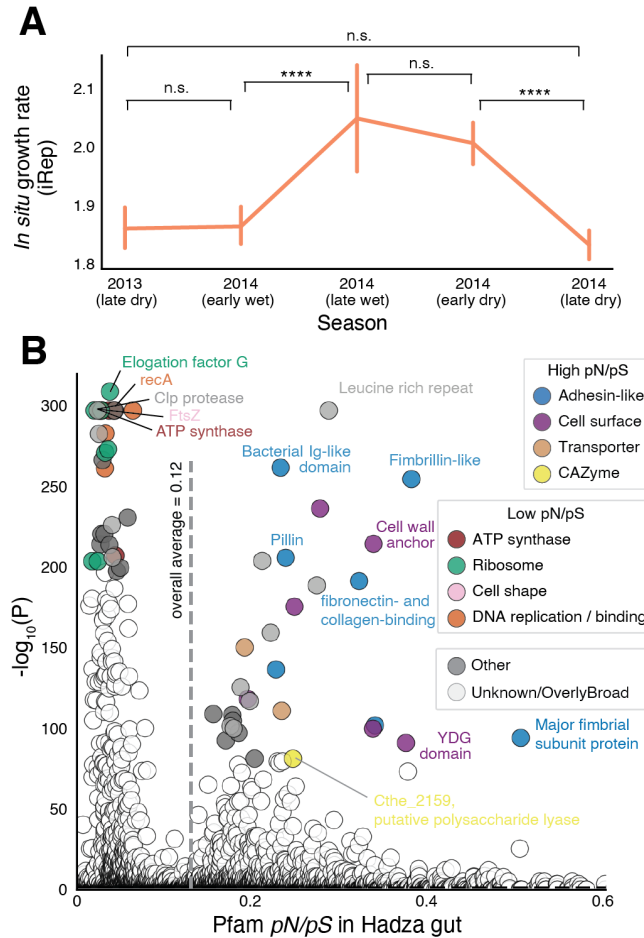 A
n.s.
n.s.
****
n.s.
****
In situ growth rate
(iRep)
2.1
2.0
1.9
1.8
2013
(late dry)
2014
(early wet)
2014
(late wet)
2014
(early dry)
2014
(late dry)
Season
B
Elogation factor G
recA
Clp protease
FtsZ
ATP synthase
Leucine rich repeat
Bacterial Ig-like
domain
Fimbrillin-like
Pillin
Cell wall
anchor
fibronectin- and
collagen-binding
YDG
domain
Major fimbrial
subunit protein
Cthe_2159,
putative polysaccharide lyase
overall average = 0.12
High pN/pS
Adhesin-like
Cell surface
Transporter
CAZyme
Low pN/pS
ATP synthase
Ribosome
Cell shape
DNA replication / binding
Other
Unknown/OverlyBroad
-log10(P)
300
250
200
150
100
50
0
0
0.2
0.4
0.6
Pfam pN/pS in Hadza gut